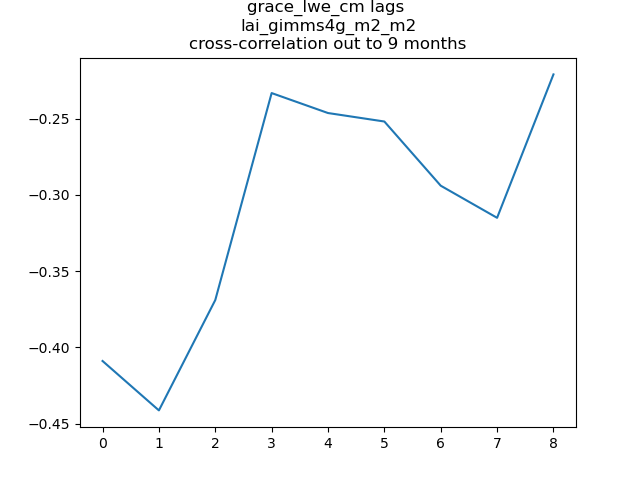 grace_lwe_cm lags
lai_gimms4g_m2_m2
cross-correlation out to 9 months
−0.25
−0.30
−0.35
−0.40
−0.45
0 1 2 3 4 5 6 7 8